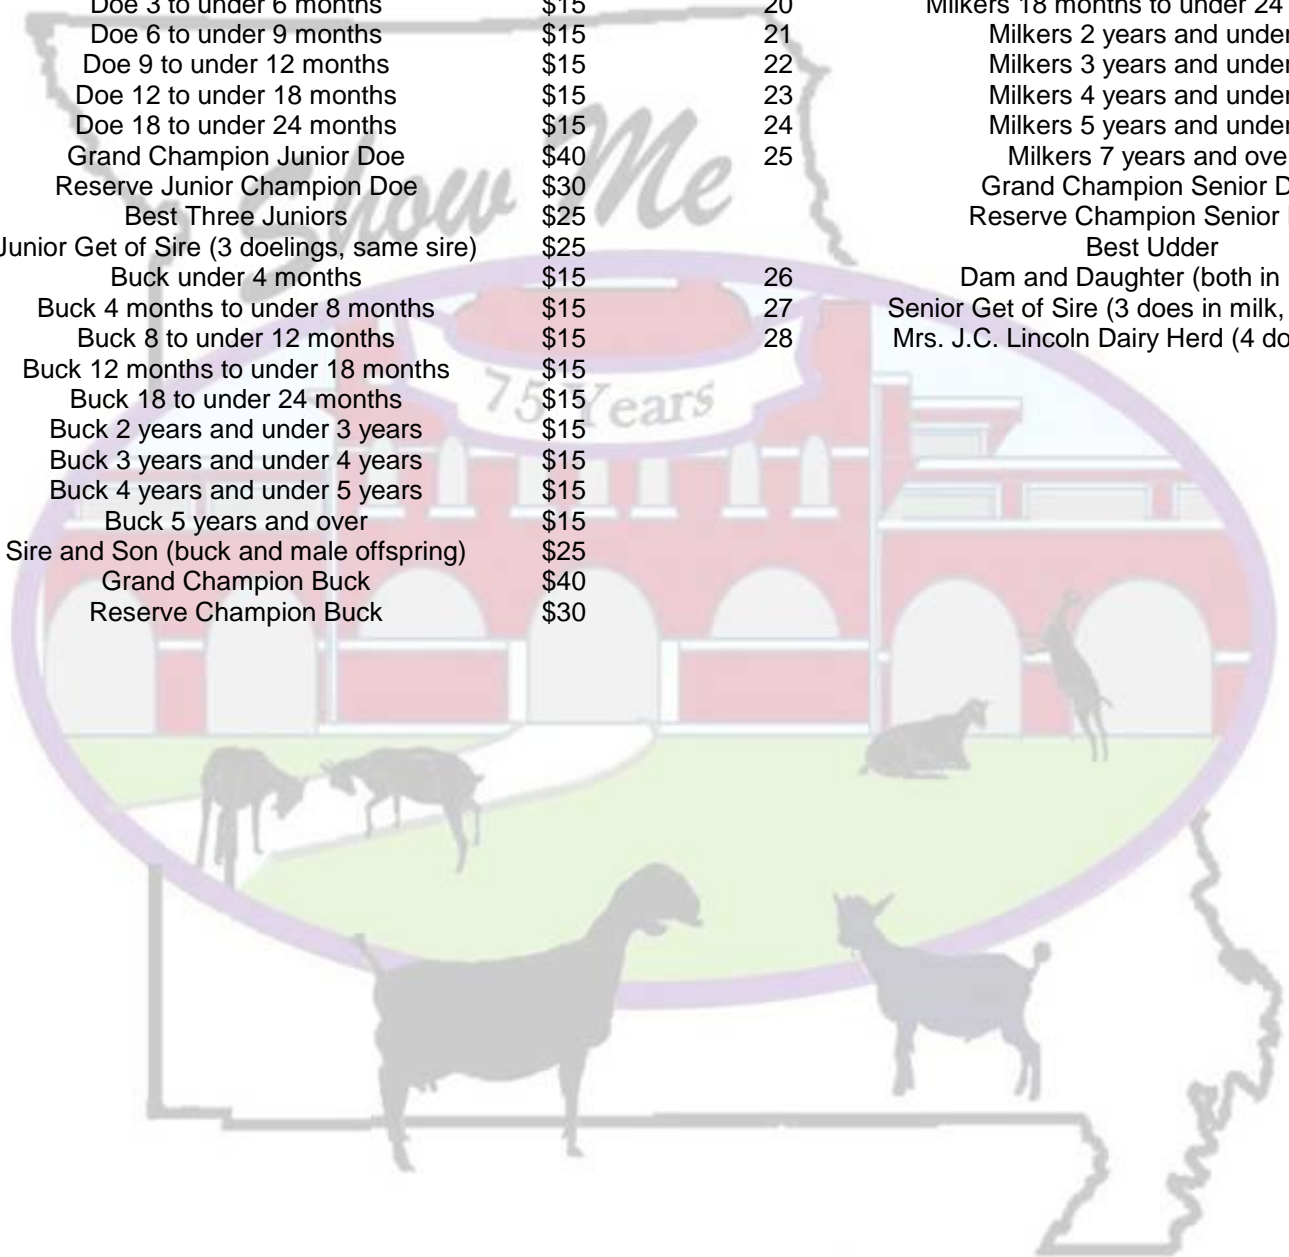 Doe 3 to under 6 months $15 20 Milkers 18 months to under 24
Doe 6 to under 9 months $15 21 Milkers 2 years and under
Doe 9 to under 12 months $15 22 Milkers 3 years and under
Doe 12 to under 18 months $15 23 Milkers 4 years and under
Doe 18 to under 24 months $15 24 Milkers 5 years and under
Grand Champion Junior Doe $40 25 Milkers 7 years and ove
Reserve Junior Champion Doe $30 Grand Champion Senior D
Best Three Juniors $25 Reserve Champion Senior
Junior Get of Sire (3 doelings, same sire) $25 Best Udder
Buck under 4 months $15 26 Dam and Daughter (both in
Buck 4 months to under 8 months $15 27 Senior Get of Sire (3 does in milk,
Buck 8 to under 12 months $15 28 Mrs. J.C. Lincoln Dairy Herd (4 do
Buck 12 months to under 18 months $15
Buck 18 to under 24 months $15
Buck 2 years and under 3 years $15
Buck 3 years and under 4 years $15
Buck 4 years and under 5 years $15
Buck 5 years and over $15
Sire and Son (buck and male offspring) $25
Grand Champion Buck $40
Reserve Champion Buck $30
Show Me
75 Years